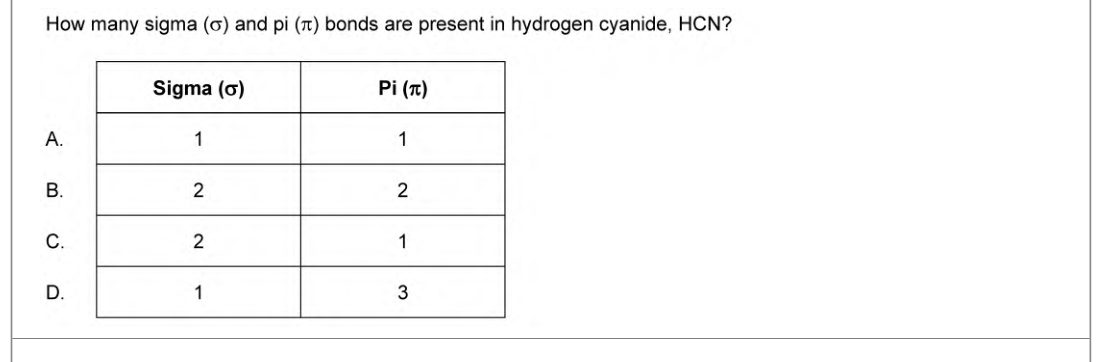 How many sigma (σ) and pi (π) bonds are present in hydrogen cyanide, HCN?
Sigma (σ) Pi (π)
A. 1 1
B. 2 2
C. 2 1
D. 1 3